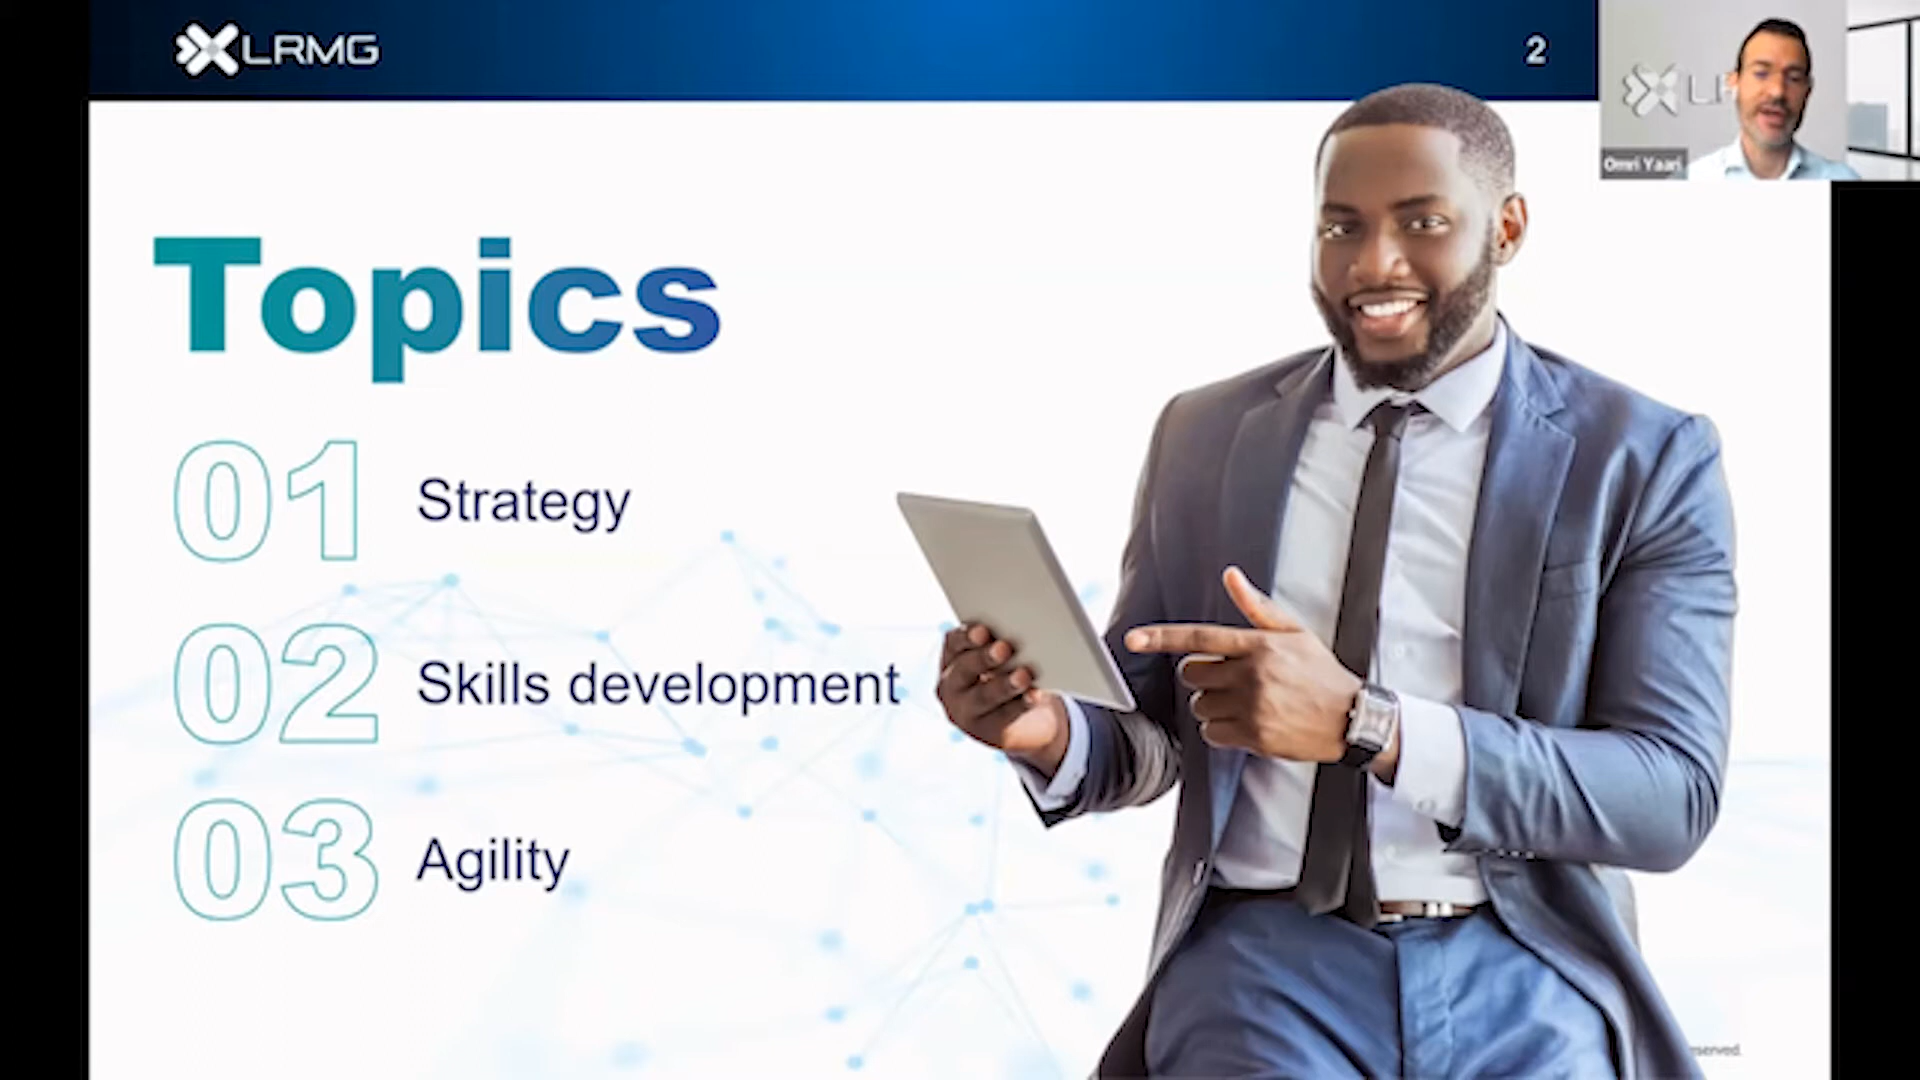 LRMG
2
Omri Yaari
Topics
01 Strategy
02 Skills development
03 Agility